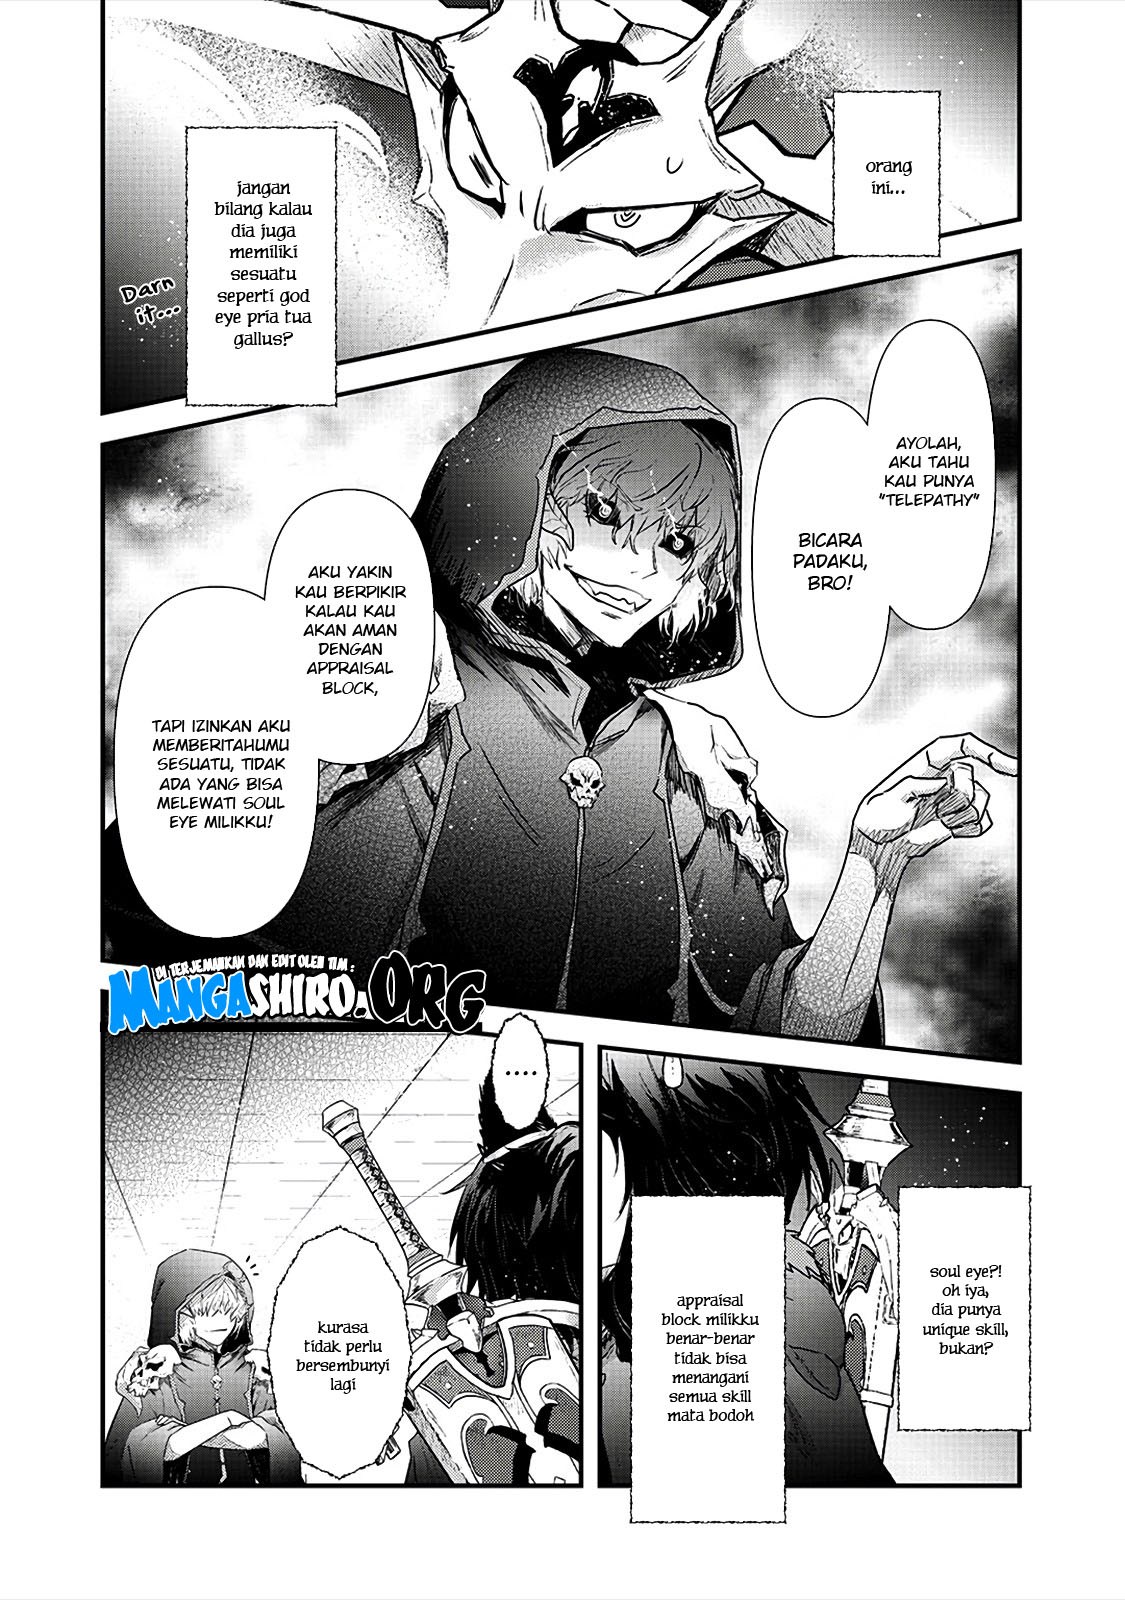 orang
ini...
jangan
bilang kalau
dia juga
memiliki
sesuatu
seperti god
eye pria tua
gallus?
Darn
it...
AYOLAH,
AKU TAHU
KAU PUNYA
"TELEPATHY"
BICARA
PADAKU,
BRO!
AKU YAKIN
KAU BERPIKIR
KALAU KAU
AKAN AMAN
DENGAN
APPRAISAL
BLOCK,
TAPI IZINKAN AKU
MEMBERITAHUMU
SESUATU, TIDAK
ADA YANG BISA
MELEWATI SOUL
EYE MILIKKU!
DI TERJEMAHKAN DAN EDIT OLEH TIM :
MANGASHIRO.ORG
soul eye?!
oh iya,
dia punya
unique skill,
bukan?
appraisal
block milikku
benar-benar
tidak bisa
menangani
semua skill
mata bodoh
....
kurasa
tidak perlu
bersembunyi
lagi